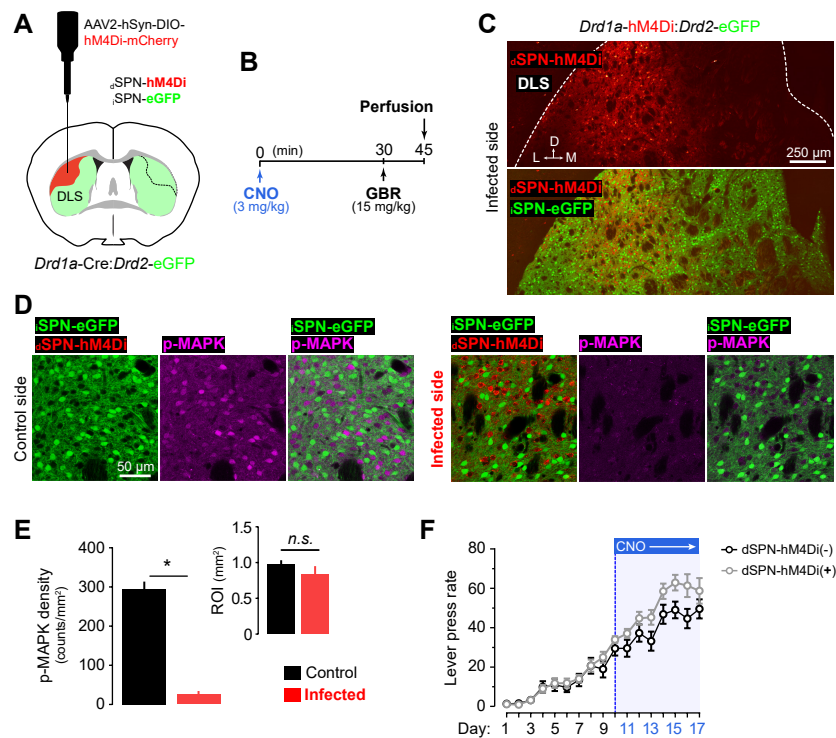 A
AAV2-hSyn-DIO-
hM4Di-mCherry
dSPN-hM4Di
iSPN-eGFP
DLS
Drd1a-Cre:Drd2-eGFP
B
Perfusion
0 (min) 30 45
CNO GBR
(3 mg/kg) (15 mg/kg)
C
Drd1a-hM4Di:Drd2-eGFP
Infected side
dSPN-hM4Di
DLS
D
L M
250 µm
dSPN-hM4Di
iSPN-eGFP
D
Control side
iSPN-eGFP
dSPN-hM4Di
p-MAPK
iSPN-eGFP
p-MAPK
50 µm
Infected side
iSPN-eGFP
dSPN-hM4Di
p-MAPK
iSPN-eGFP
p-MAPK
E
p-MAPK density
(counts/mm²)
400
300
200
100
0
*
ROI (mm²)
1.5
1.0
0.5
0
n.s.
Control
Infected
F
CNO
dSPN-hM4Di(-)
dSPN-hM4Di(+)
Lever press rate
80
60
40
20
0
Day: 1 3 5 7 9 11 13 15 17